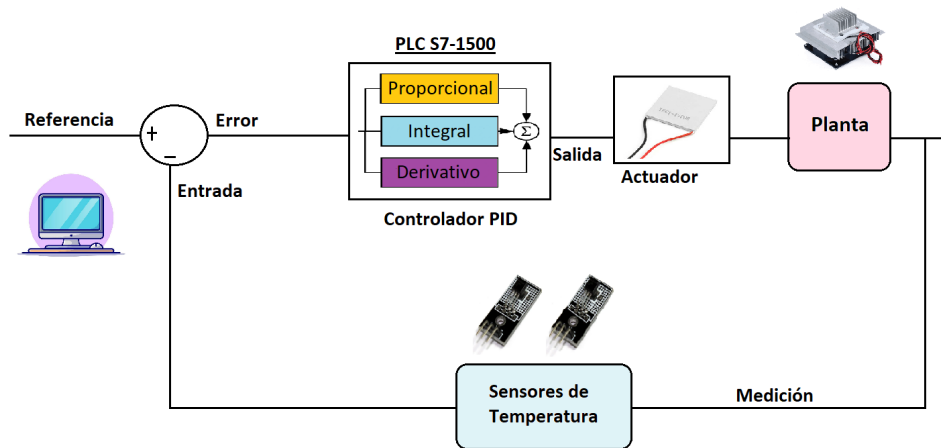 PLC S7-1500
Referencia
+
−
Error
Proporcional
Integral
Derivativo
Σ
Salida
Planta
Actuador
Entrada
Controlador PID
Sensores de
Temperatura
Medición